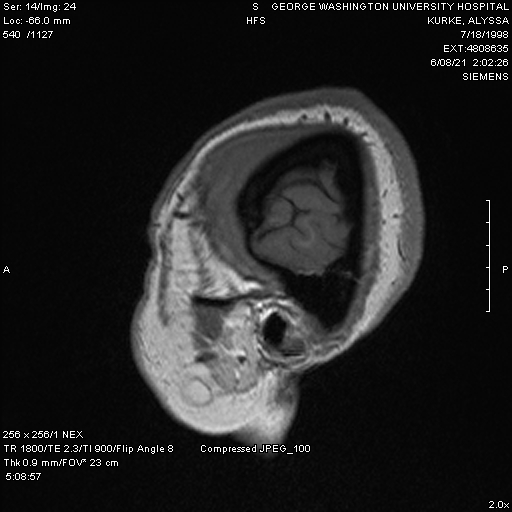 Ser: 14/Img: 24
Loc: -66.0 mm
540 /1127
S
HFS
GEORGE WASHINGTON UNIVERSITY HOSPITAL
KURKE, ALYSSA
7/18/1998
EXT:4808635
6/08/21 2:02:26
SIEMENS
A
P
256 x 256/1 NEX
TR 1800/TE 2.3/TI 900/Flip Angle 8
Compressed JPEG_100
Thk 0.9 mm/FOV* 23 cm
5:08:57
2.0x